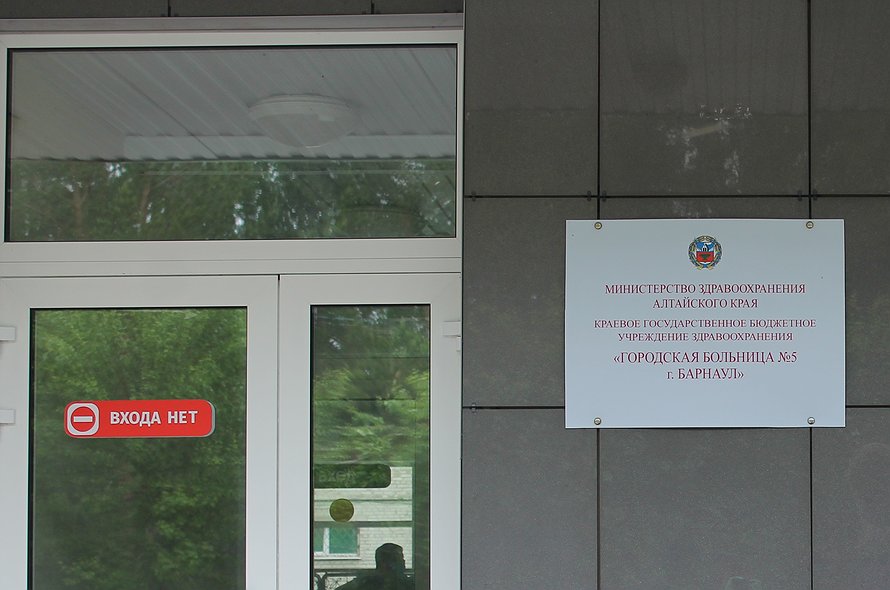 ВХОДА НЕТ
МИНИСТЕРСТВО ЗДРАВООХРАНЕНИЯ
АЛТАЙСКОГО КРАЯ
КРАЕВОЕ ГОСУДАРСТВЕННОЕ БЮДЖЕТНОЕ
УЧРЕЖДЕНИЕ ЗДРАВООХРАНЕНИЯ
«ГОРОДСКАЯ БОЛЬНИЦА №5
г. БАРНАУЛ»